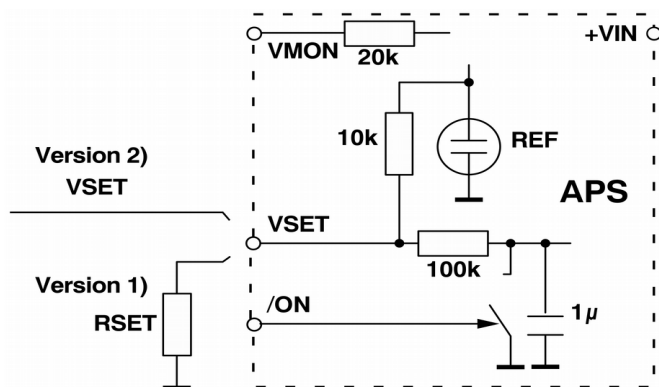 VMON
20k
+VIN
10k
REF
Version 2)
VSET
APS
VSET
100k
Version 1)
RSET
/ON
1µ